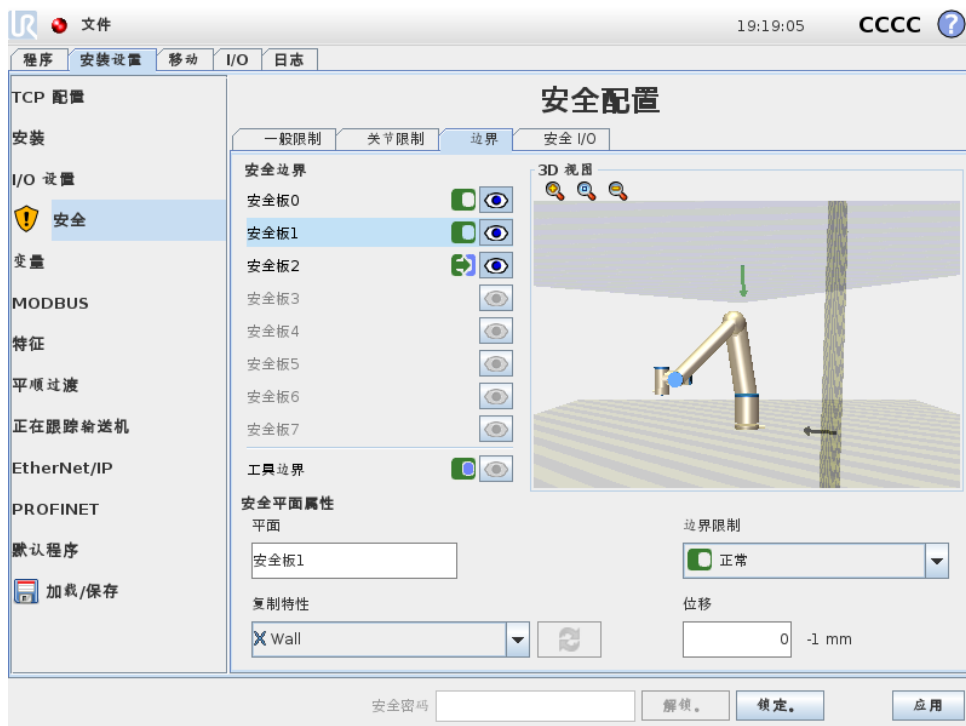 UR 文件 19:19:05 CCCC ?
程序 安装设置 移动 I/O 日志
TCP 配置
安装
I/O 设置
安全
变量
MODBUS
特征
平顺过渡
正在跟踪输送机
EtherNet/IP
PROFINET
默认程序
加载/保存
安全配置
一般限制 关节限制 边界 安全 I/O
安全边界
安全板0
安全板1
安全板2
安全板3
安全板4
安全板5
安全板6
安全板7
工具边界
3D 视图
安全平面属性
平面
安全板1
边界限制
正常
复制特性
Wall
位移
0 -1 mm
安全密码 解锁。 锁定。 应用